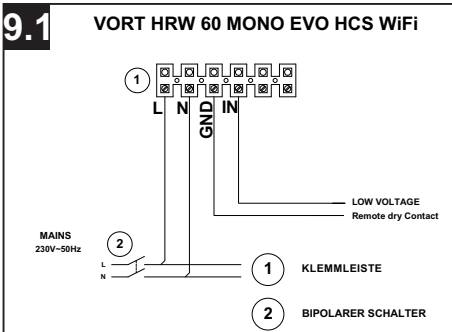 9.1
VORT HRW 60 MONO EVO HCS WiFi
1
L N GND IN
LOW VOLTAGE
Remote dry Contact
MAINS
230V~50Hz
2
L
N
1 KLEMMLEISTE
2 BIPOLARER SCHALTER